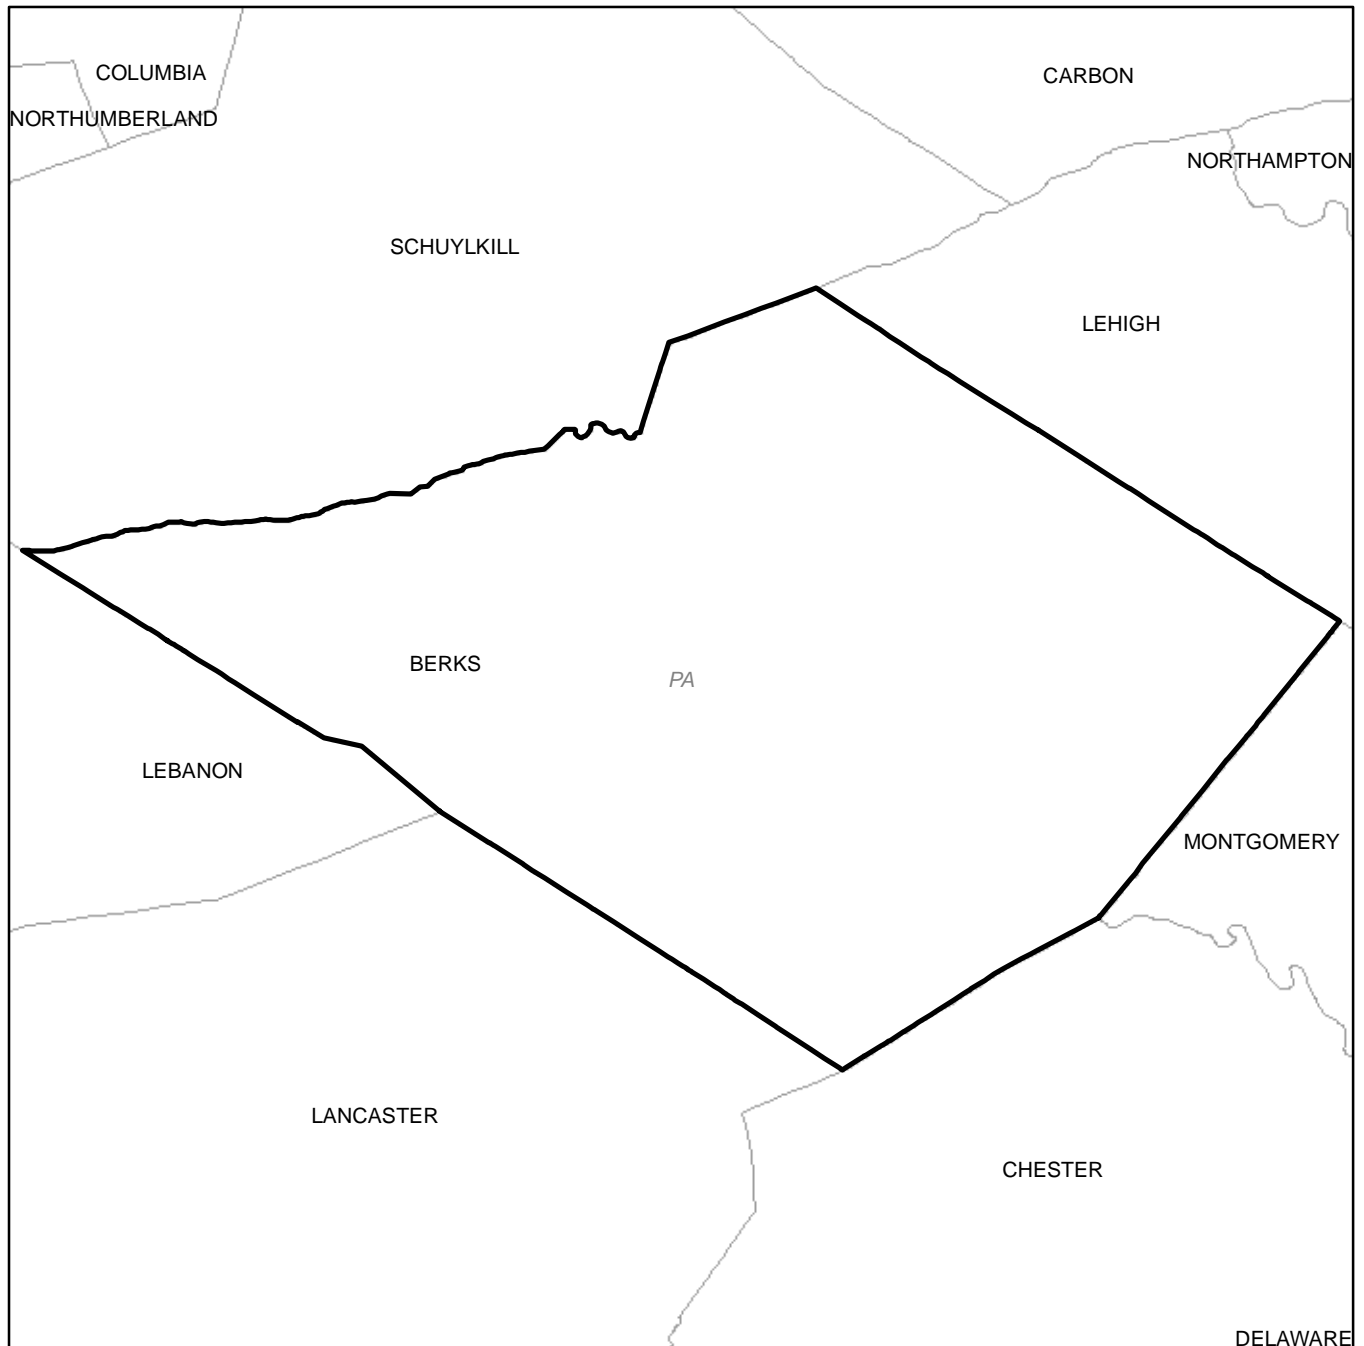 COLUMBIA
CARBON
NORTHUMBERLAND
NORTHAMPTON
SCHUYLKILL
LEHIGH
BERKS
PA
LEBANON
MONTGOMERY
LANCASTER
CHESTER
DELAWARE